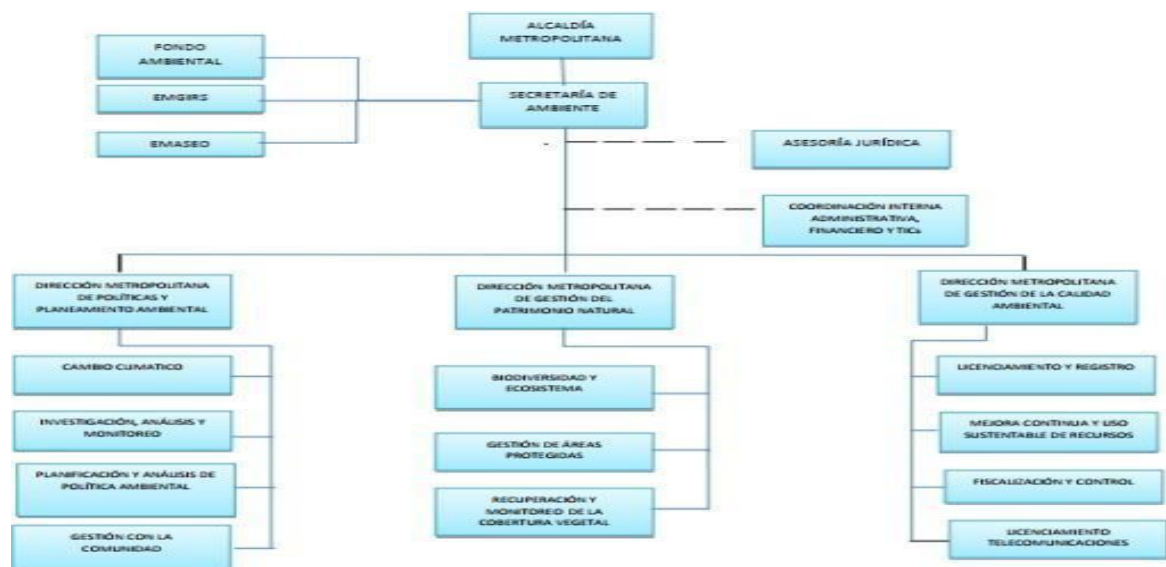 ALCALDÍA
METROPOLITANA
FONDO
AMBIENTAL
EMGIRS
EMASEO
SECRETARÍA DE
AMBIENTE
ASESORÍA JURÍDICA
COORDINACIÓN INTERNA
ADMINISTRATIVA,
FINANCIERO Y TICs
DIRECCIÓN METROPOLITANA
DE POLÍTICAS Y
PLANEAMIENTO AMBIENTAL
CAMBIO CLIMATICO
INVESTIGACIÓN, ANÁLISIS Y
MONITOREO
PLANIFICACIÓN Y ANÁLISIS DE
POLÍTICA AMBIENTAL
GESTIÓN CON LA
COMUNIDAD
DIRECCIÓN METROPOLITANA
DE GESTIÓN DEL
PATRIMONIO NATURAL
BIODIVERSIDAD Y
ECOSISTEMA
GESTIÓN DE ÁREAS
PROTEGIDAS
RECUPERACIÓN Y
MONITOREO DE LA
COBERTURA VEGETAL
DIRECCIÓN METROPOLITANA
DE GESTIÓN DE LA CALIDAD
AMBIENTAL
LICENCIAMIENTO Y REGISTRO
MEJORA CONTINUA Y USO
SUSTENTABLE DE RECURSOS
FISCALIZACIÓN Y CONTROL
LICENCIAMIENTO
TELECOMUNICACIONES